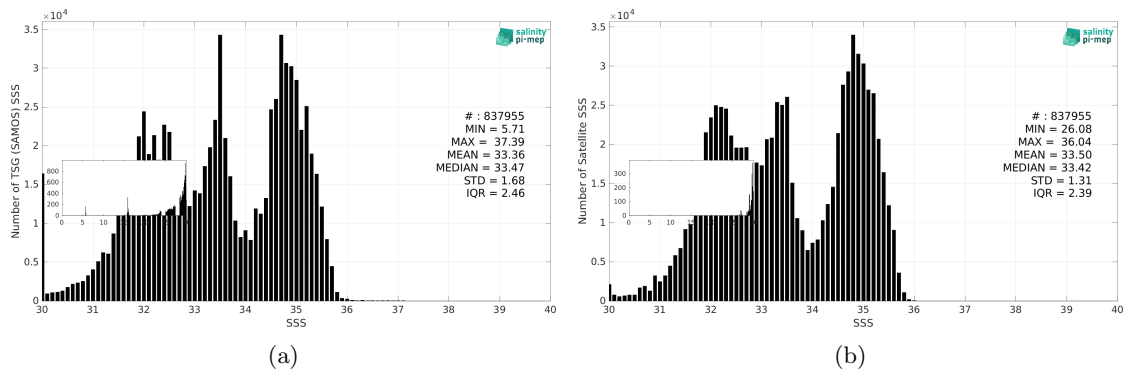 ×10⁴
3.5
3
2.5
2
1.5
1
0.5
0
Number of TSG (SAMOS) SSS
30 31 32 33 34 35 36 37 38 39 40
SSS
salinity
pi-mep
# : 837955
MIN = 5.71
MAX = 37.39
MEAN = 33.36
MEDIAN = 33.47
STD = 1.68
IQR = 2.46
800
600
400
200
0
0 5 10
(a)
×10⁴
3.5
3
2.5
2
1.5
1
0.5
0
Number of Satellite SSS
30 31 32 33 34 35 36 37 38 39 40
SSS
salinity
pi-mep
# : 837955
MIN = 26.08
MAX = 36.04
MEAN = 33.50
MEDIAN = 33.42
STD = 1.31
IQR = 2.39
300
200
100
0
0 5 10
(b)